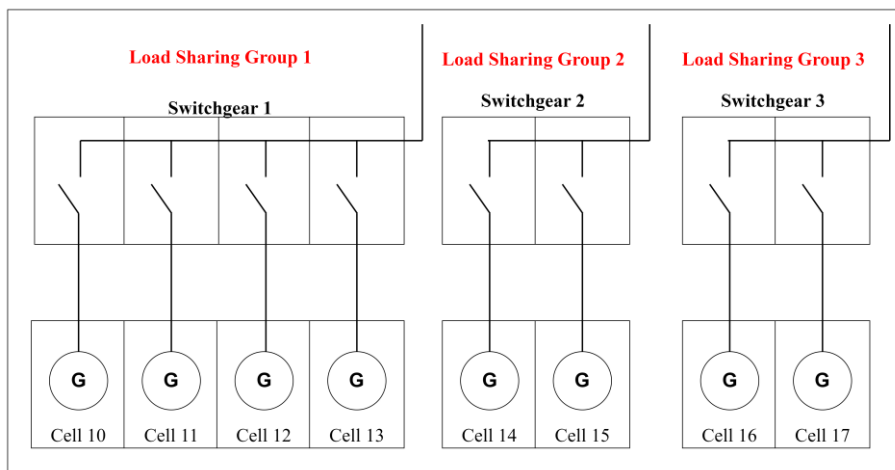 Load Sharing Group 1
Load Sharing Group 2
Load Sharing Group 3
Switchgear 1
Switchgear 2
Switchgear 3
G
G
G
G
G
G
G
G
Cell 10
Cell 11
Cell 12
Cell 13
Cell 14
Cell 15
Cell 16
Cell 17